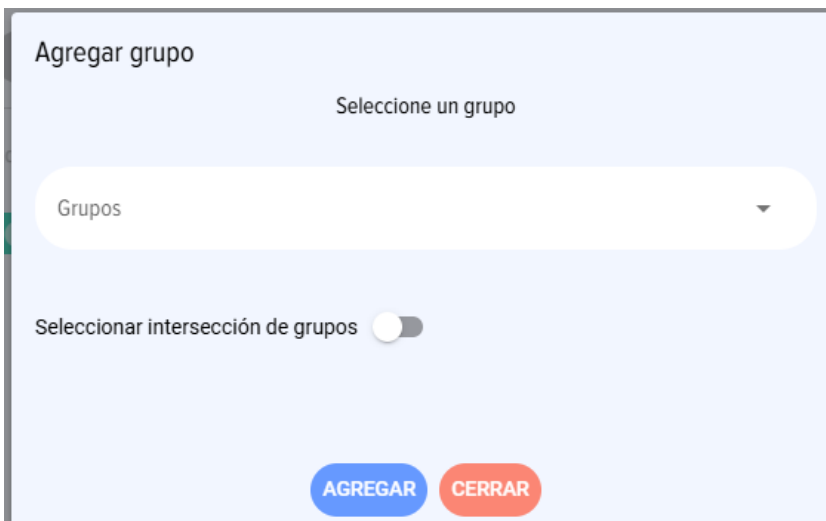 Agregar grupo
Seleccione un grupo
Grupos
Seleccionar intersección de grupos
AGREGAR CERRAR